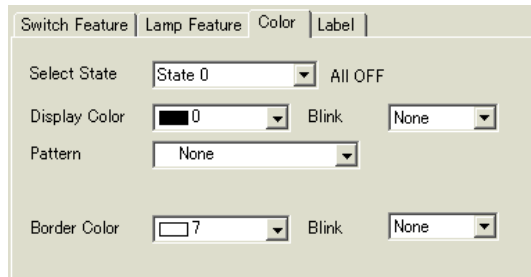 Switch Feature Lamp Feature Color Label
Select State State 0 All OFF
Display Color 0 Blink None
Pattern None
Border Color 7 Blink None